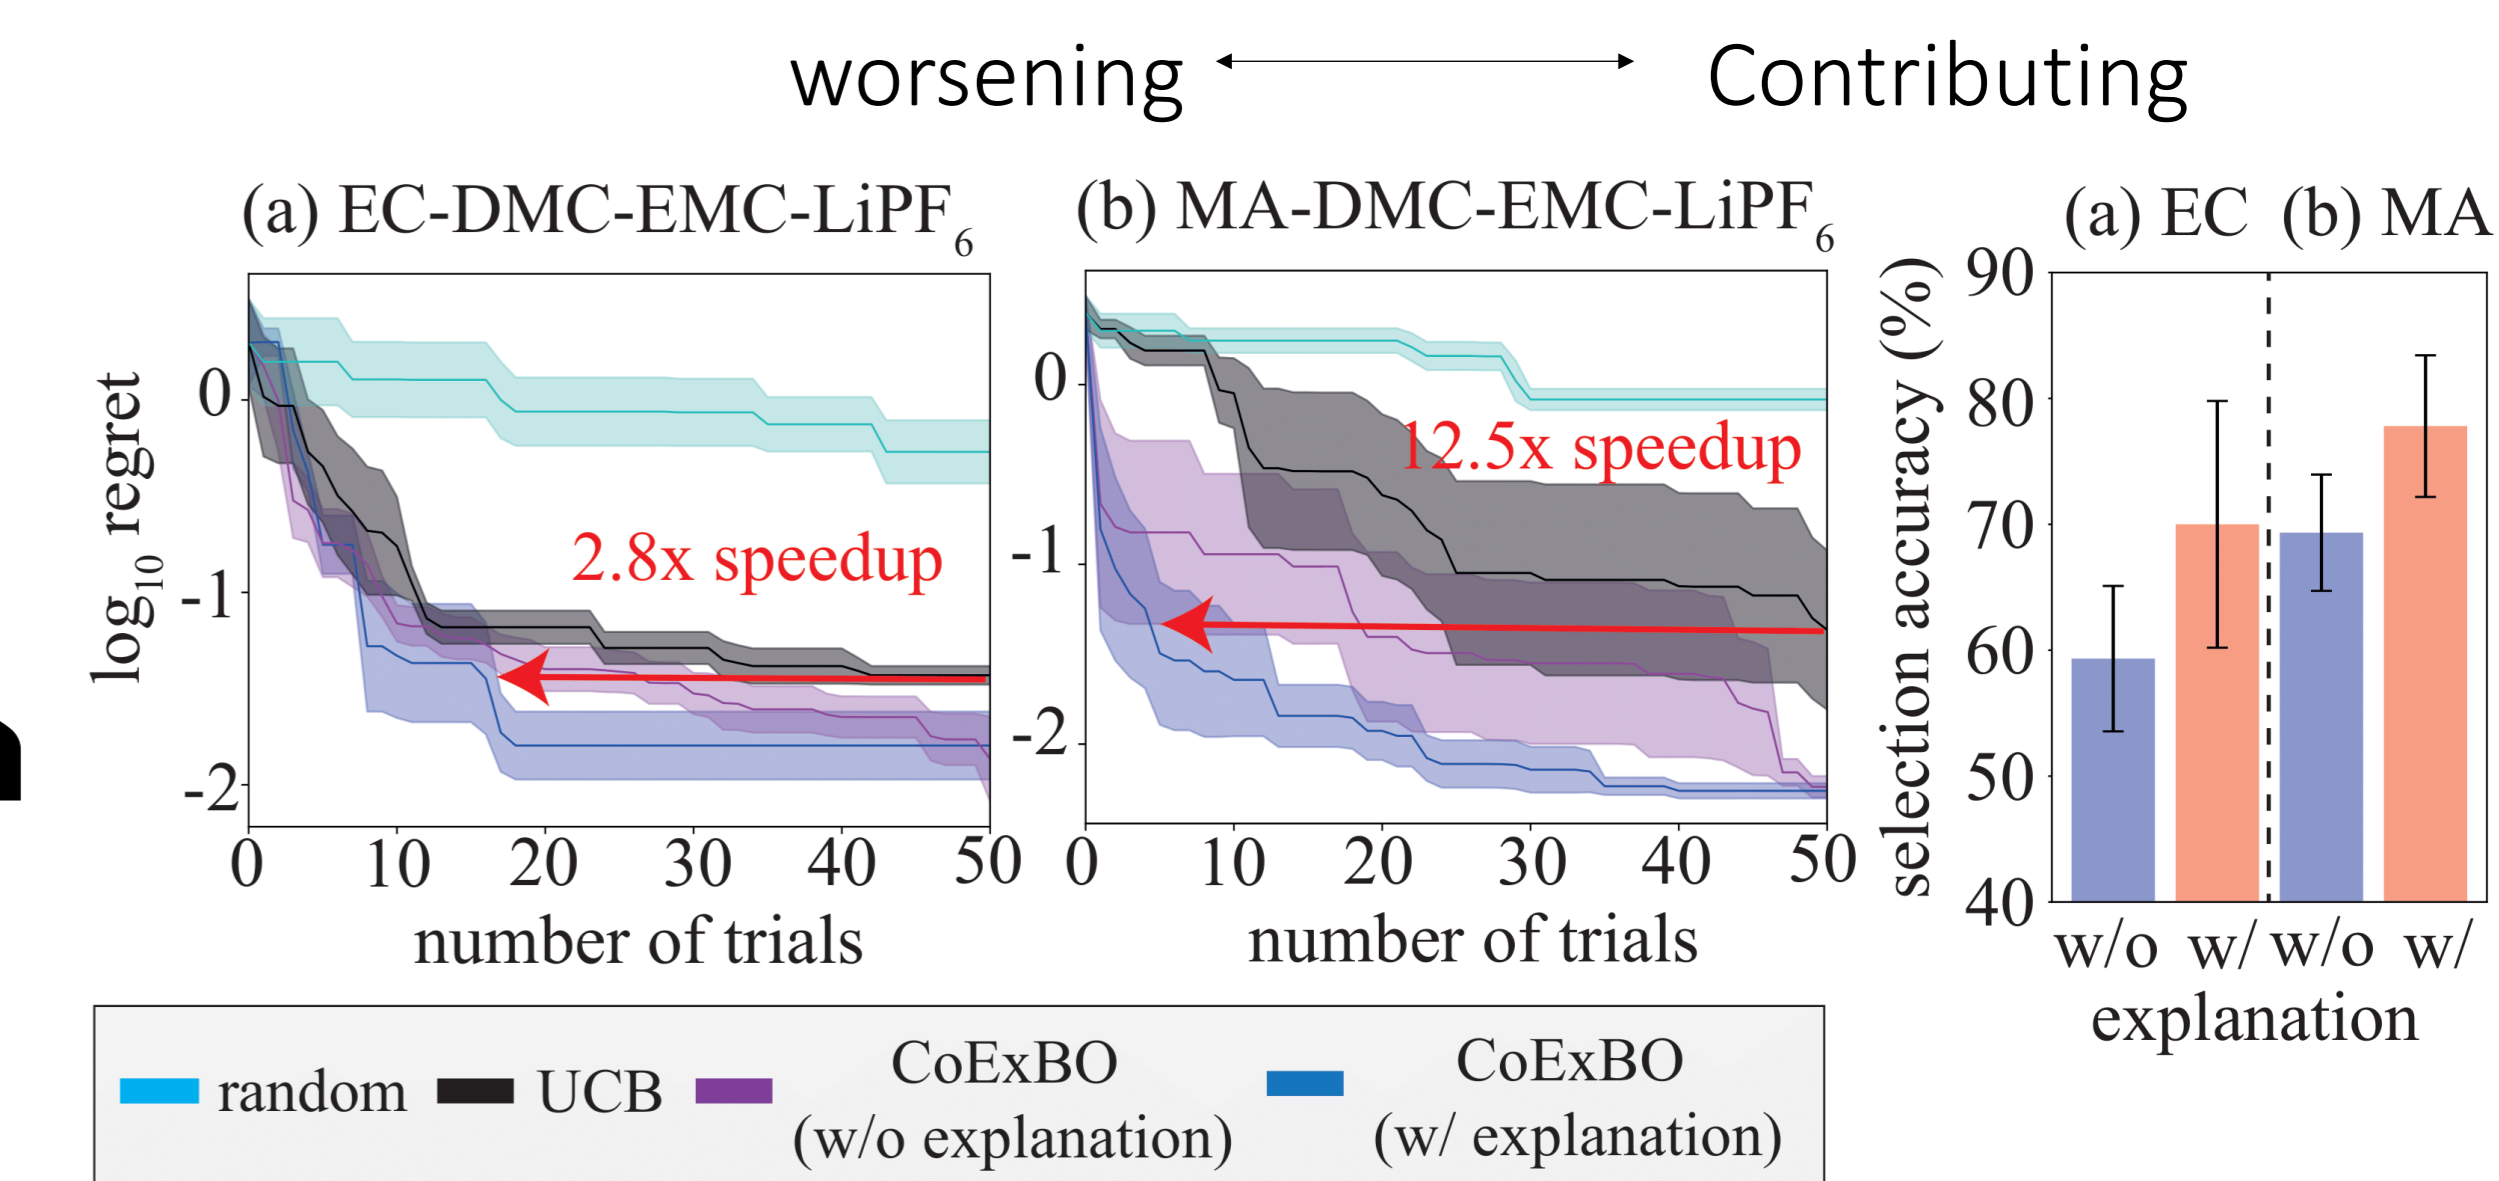 worsening Contributing
(a) EC-DMC-EMC-LiPF6
(b) MA-DMC-EMC-LiPF6
(a) EC (b) MA
log10 regret
0
-1
-2
2.8x speedup
0 10 20 30 40 50
number of trials
0
-1
-2
12.5x speedup
0 10 20 30 40 50
number of trials
selection accuracy (%)
90
80
70
60
50
40
w/o w/ w/o w/
explanation
random UCB CoExBO
(w/o explanation)
CoExBO
(w/ explanation)